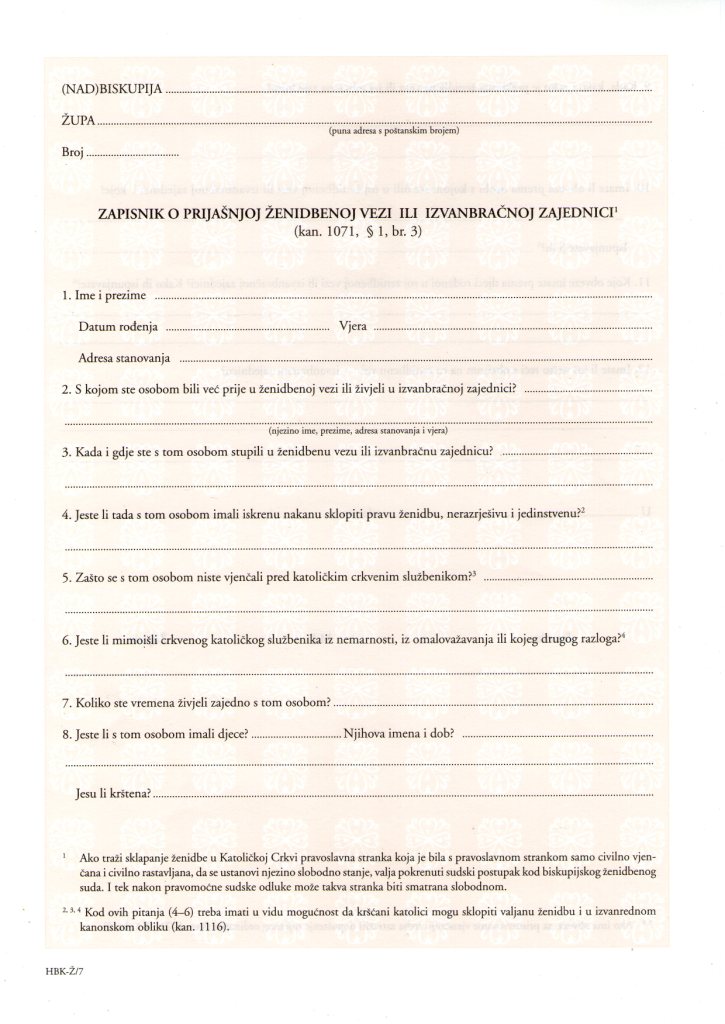 (NAD)BISKUPIJA
ŽUPA
(puna adresa s poštanskim brojem)
Broj
ZAPISNIK O PRIJAŠNJOJ ŽENIDBENOJ VEZI ILI IZVANBRAČNOJ ZAJEDNICI¹
(kan. 1071, § 1, br. 3)
1. Ime i prezime
Datum rođenja Vjera
Adresa stanovanja
2. S kojom ste osobom bili već prije u ženidbenoj vezi ili živjeli u izvanbračnoj zajednici?
(njezino ime, prezime, adresa stanovanja i vjera)
3. Kada i gdje ste s tom osobom stupili u ženidbenu vezu ili izvanbračnu zajednicu?
4. Jeste li tada s tom osobom imali iskrenu nakanu sklopiti pravu ženidbu, nerazrješivu i jedinstvenu?²
5. Zašto se s tom osobom niste vjenčali pred katoličkim crkvenim službenikom?³
6. Jeste li mimoišli crkvenog katoličkog službenika iz nemarnosti, iz omalovažavanja ili kojeg drugog razloga?⁴
7. Koliko ste vremena živjeli zajedno s tom osobom?
8. Jeste li s tom osobom imali djece? Njihova imena i dob?
Jesu li krštena?
¹ Ako traži sklapanje ženidbe u Katoličkoj Crkvi pravoslavna stranka koja je bila s pravoslavnom strankom samo civilno vjen-
čana i civilno rastavljana, da se ustanovi njezino slobodno stanje, valja pokrenuti sudski postupak kod biskupijskog ženidbenog
suda. I tek nakon pravomoćne sudske odluke može takva stranka biti smatrana slobodnom.
², ³, ⁴ Kod ovih pitanja (4–6) treba imati u vidu mogućnost da kršćani katolici mogu sklopiti valjanu ženidbu i u izvanrednom
kanonskom obliku (kan. 1116).
HBK-Ž/7